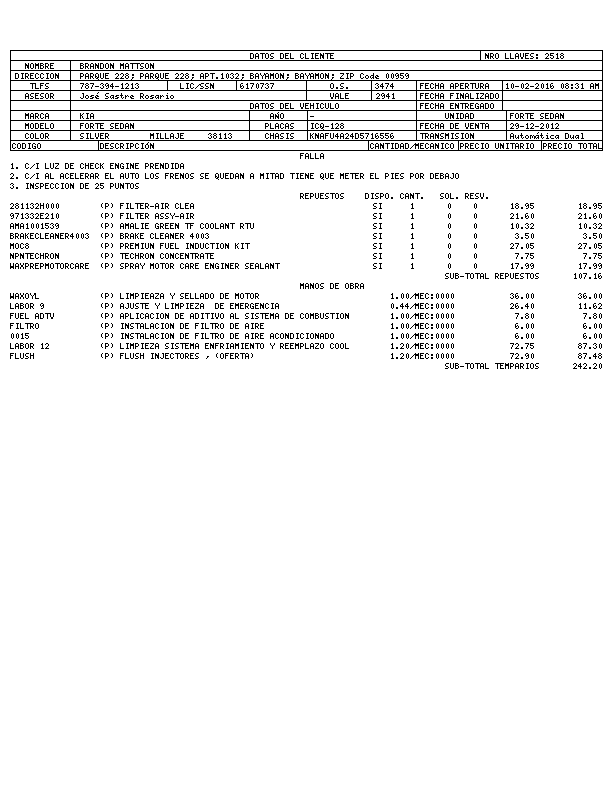 DATOS DEL CLIENTE NRO LLAVES: 2518
NOMBRE BRANDON MATTSON
DIRECCION PARQUE 228; PARQUE 228; APT.1032; BAYAMON; BAYAMON; ZIP Code 00959
TLFS 787-394-1213 LIC/SSN 6170737 O.S. 3474 FECHA APERTURA 10-02-2016 08:31 AM
ASESOR José Sastre Rosario VALE 2941 FECHA FINALIZADO
DATOS DEL VEHICULO FECHA ENTREGADO
MARCA KIA AÑO - UNIDAD FORTE SEDAN
MODELO FORTE SEDAN PLACAS ICQ-128 FECHA DE VENTA 29-12-2012
COLOR SILVER MILLAJE 38113 CHASIS KNAFU4A24D5716556 TRANSMISION Automática Dual
CODIGO DESCRIPCIÓN CANTIDAD/MECANICO PRECIO UNITARIO PRECIO TOTAL
FALLA
1. C/I LUZ DE CHECK ENGINE PRENDIDA
2. C/I AL ACELERAR EL AUTO LOS FRENOS SE QUEDAN A MITAD TIENE QUE METER EL PIES POR DEBAJO
3. INSPECCION DE 25 PUNTOS
REPUESTOS DISPO. CANT. SOL. RESV.
281132H000 (P) FILTER-AIR CLEA SI 1 0 0 18.95 18.95
971332E210 (P) FILTER ASSY-AIR SI 1 0 0 21.60 21.60
AMA1001539 (P) AMALIE GREEN TF COOLANT RTU SI 1 0 0 10.32 10.32
BRAKECLEANER4003 (P) BRAKE CLEANER 4003 SI 1 0 0 3.50 3.50
MOC8 (P) PREMIUN FUEL INDUCTION KIT SI 1 0 0 27.05 27.05
NPNTECHRON (P) TECHRON CONCENTRATE SI 1 0 0 7.75 7.75
WAXPREPMOTORCARE (P) SPRAY MOTOR CARE ENGINER SEALANT SI 1 0 0 17.99 17.99
SUB-TOTAL REPUESTOS 107.16
MANOS DE OBRA
WAXOYL (P) LIMPIEAZA Y SELLADO DE MOTOR 1.00/MEC:0000 36.00 36.00
LABOR 9 (P) AJUSTE Y LIMPIEZA DE EMERGENCIA 0.44/MEC:0000 26.40 11.62
FUEL ADTV (P) APLICACION DE ADITIVO AL SISTEMA DE COMBUSTION 1.00/MEC:0000 7.80 7.80
FILTRO (P) INSTALACION DE FILTRO DE AIRE 1.00/MEC:0000 6.00 6.00
0015 (P) INSTALACION DE FILTRO DE AIRE ACONDICIONADO 1.00/MEC:0000 6.00 6.00
LABOR 12 (P) LIMPIEZA SISTEMA ENFRIAMIENTO Y REEMPLAZO COOL 1.20/MEC:0000 72.75 87.30
FLUSH (P) FLUSH INJECTORES , (OFERTA) 1.20/MEC:0000 72.90 87.48
SUB-TOTAL TEMPARIOS 242.20